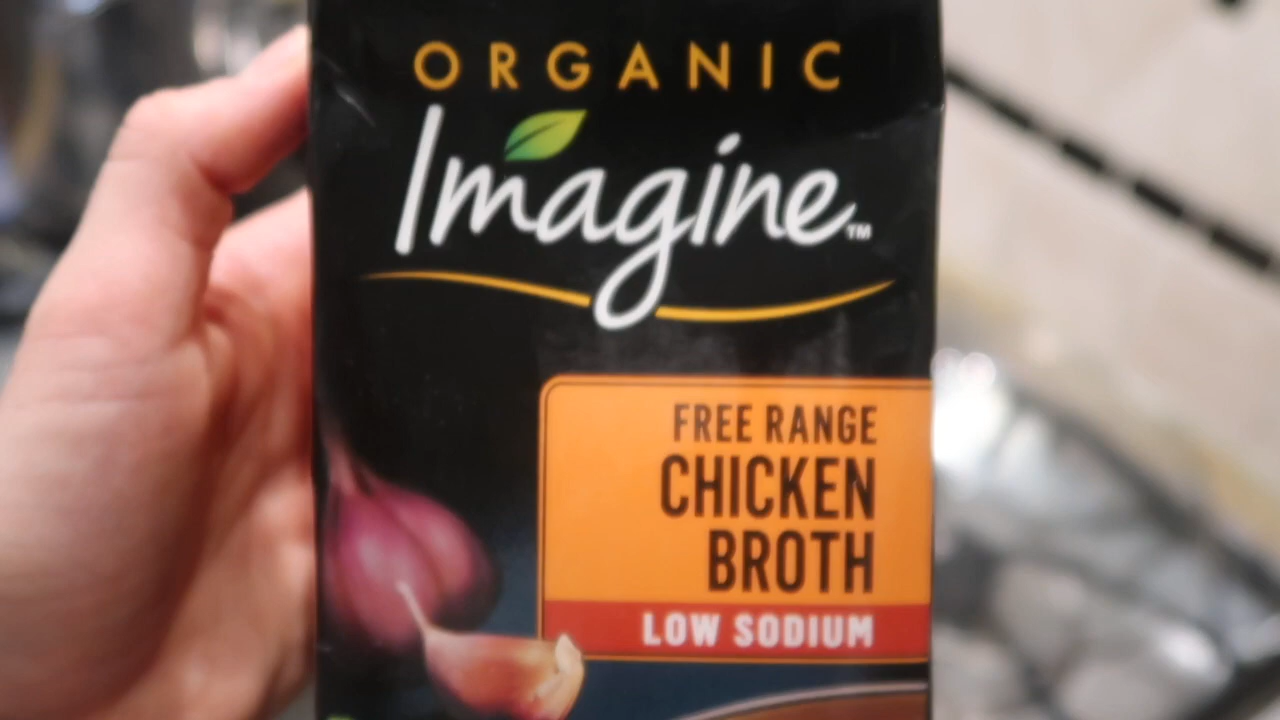 ORGANIC
Imagine™
FREE RANGE
CHICKEN
BROTH
LOW SODIUM